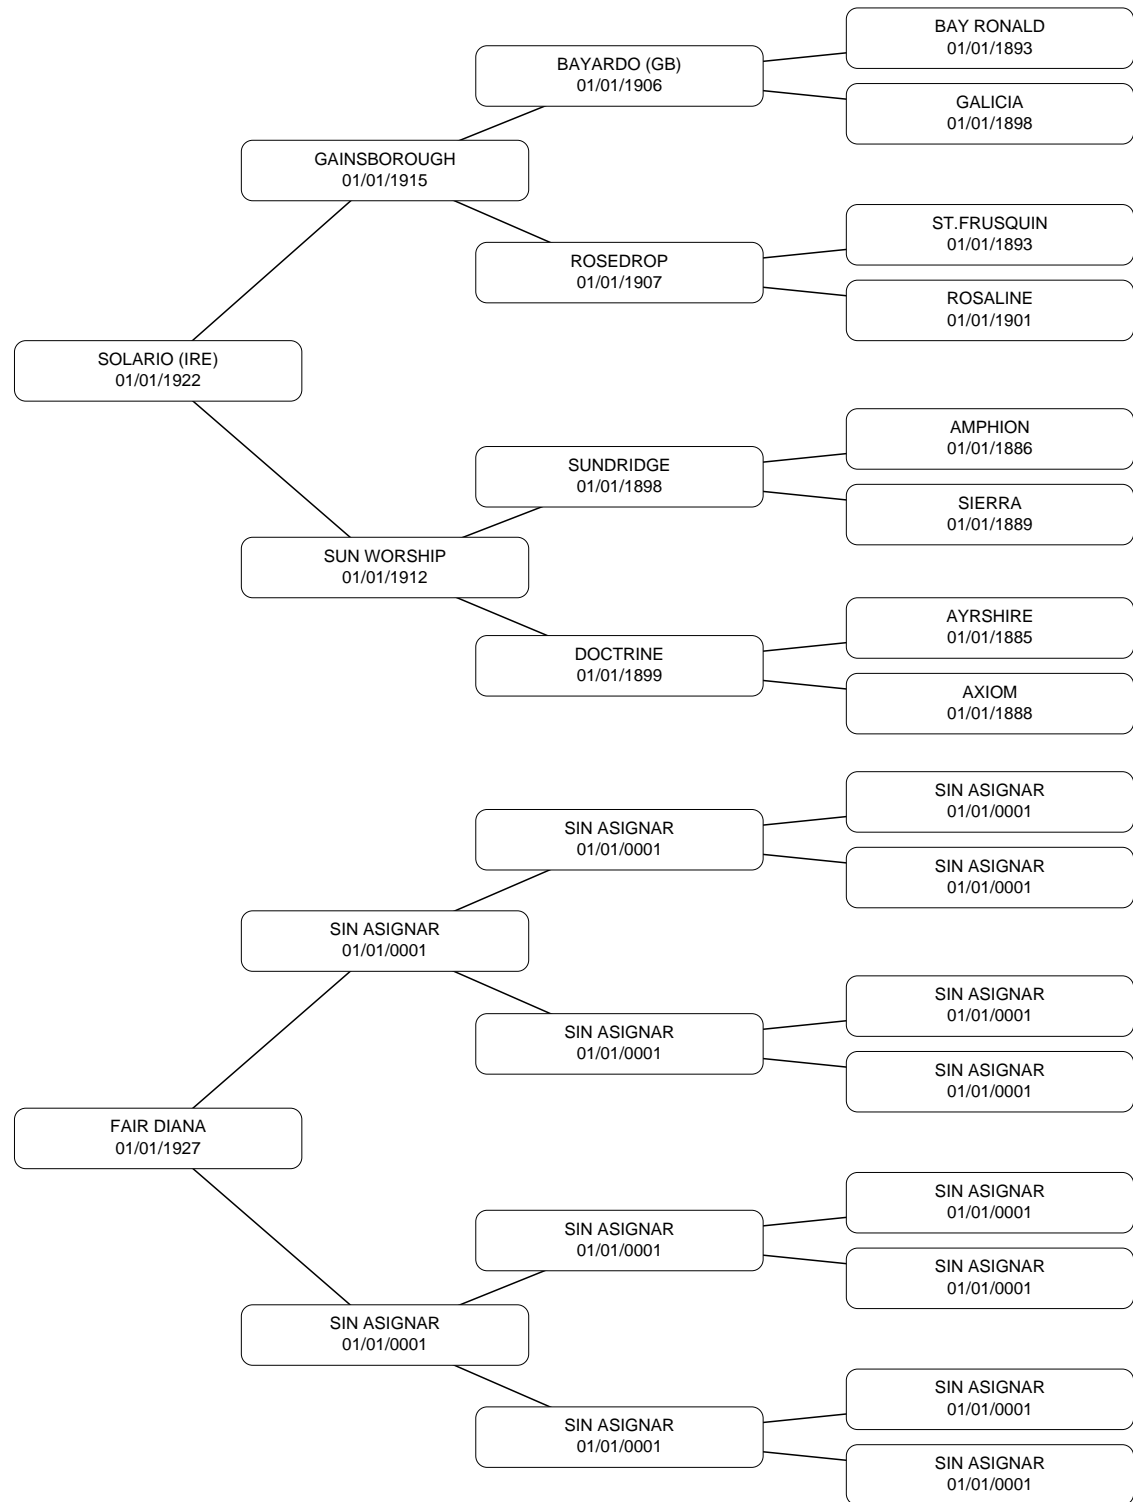 BAY RONALD
01/01/1893
BAYARDO (GB)
01/01/1906
GALICIA
01/01/1898
GAINSBOROUGH
01/01/1915
ST.FRUSQUIN
01/01/1893
ROSEDROP
01/01/1907
ROSALINE
01/01/1901
SOLARIO (IRE)
01/01/1922
AMPHION
01/01/1886
SUNDRIDGE
01/01/1898
SIERRA
01/01/1889
SUN WORSHIP
01/01/1912
AYRSHIRE
01/01/1885
DOCTRINE
01/01/1899
AXIOM
01/01/1888
SIN ASIGNAR
01/01/0001
SIN ASIGNAR
01/01/0001
SIN ASIGNAR
01/01/0001
SIN ASIGNAR
01/01/0001
SIN ASIGNAR
01/01/0001
SIN ASIGNAR
01/01/0001
SIN ASIGNAR
01/01/0001
FAIR DIANA
01/01/1927
SIN ASIGNAR
01/01/0001
SIN ASIGNAR
01/01/0001
SIN ASIGNAR
01/01/0001
SIN ASIGNAR
01/01/0001
SIN ASIGNAR
01/01/0001
SIN ASIGNAR
01/01/0001
SIN ASIGNAR
01/01/0001